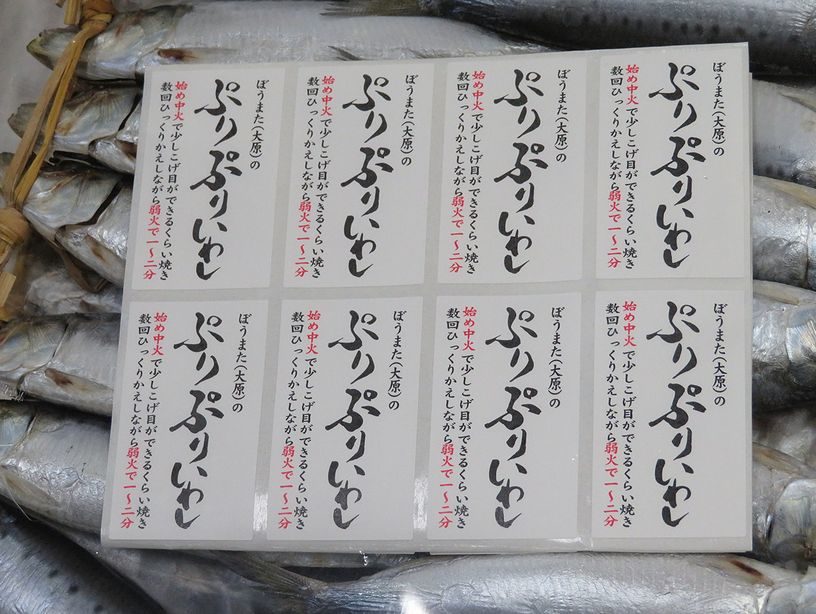 ぼうまた(大原)の
ぷりぷりいわし
始め中火で少しこげ目ができるくらい焼き
数回ひっくりかえしながら弱火で一〜二分
ぼうまた(大原)の
ぷりぷりいわし
始め中火で少しこげ目ができるくらい焼き
数回ひっくりかえしながら弱火で一〜二分
ぼうまた(大原)の
ぷりぷりいわし
始め中火で少しこげ目ができるくらい焼き
数回ひっくりかえしながら弱火で一〜二分
ぼうまた(大原)の
ぷりぷりいわし
始め中火で少しこげ目ができるくらい焼き
数回ひっくりかえしながら弱火で一〜二分
ぼうまた(大原)の
ぷりぷりいわし
始め中火で少しこげ目ができるくらい焼き
数回ひっくりかえしながら弱火で一〜二分
ぼうまた(大原)の
ぷりぷりいわし
始め中火で少しこげ目ができるくらい焼き
数回ひっくりかえしながら弱火で一〜二分
ぼうまた(大原)の
ぷりぷりいわし
始め中火で少しこげ目ができるくらい焼き
数回ひっくりかえしながら弱火で一〜二分
ぼうまた(大原)の
ぷりぷりいわし
始め中火で少しこげ目ができるくらい焼き
数回ひっくりかえしながら弱火で一〜二分